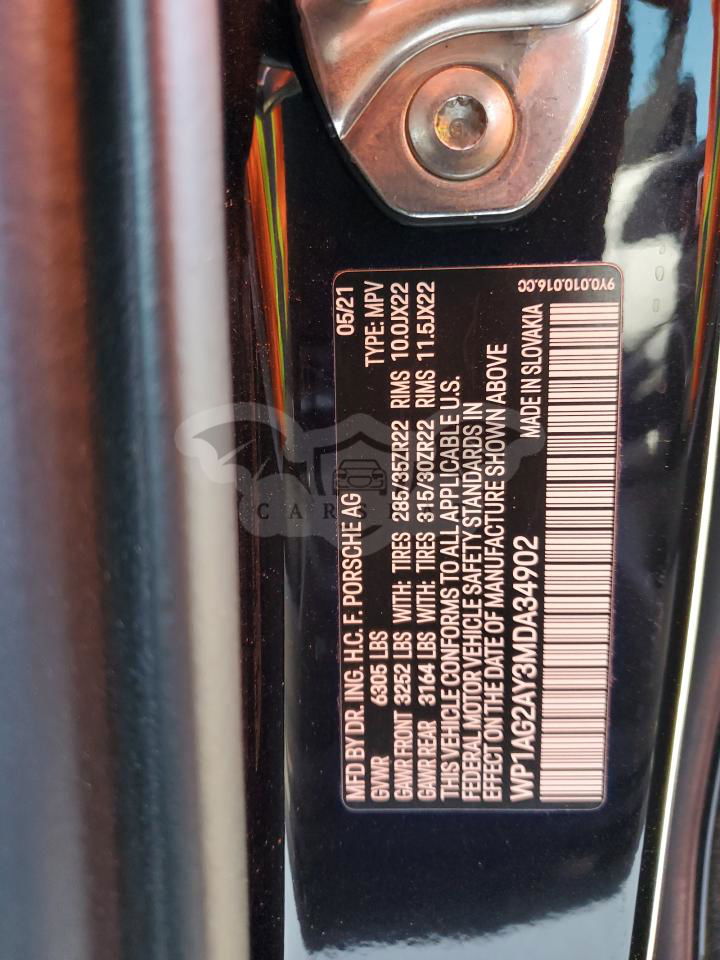 MFD BY DR. ING. H.C. F. PORSCHE AG 05/21
GVWR 6305 LBS TYPE: MPV
GAWR FRONT 3252 LBS WITH: TIRES 285/35ZR22 RIMS 10.0JX22
GAWR REAR 3164 LBS WITH: TIRES 315/30ZR22 RIMS 11.5JX22
THIS VEHICLE CONFORMS TO ALL APPLICABLE U.S.
FEDERAL MOTOR VEHICLE SAFETY STANDARDS IN
EFFECT ON THE DATE OF MANUFACTURE SHOWN ABOVE
WP1AG2AY3MDA34902 MADE IN SLOVAKIA
9Y0.010.016.CC